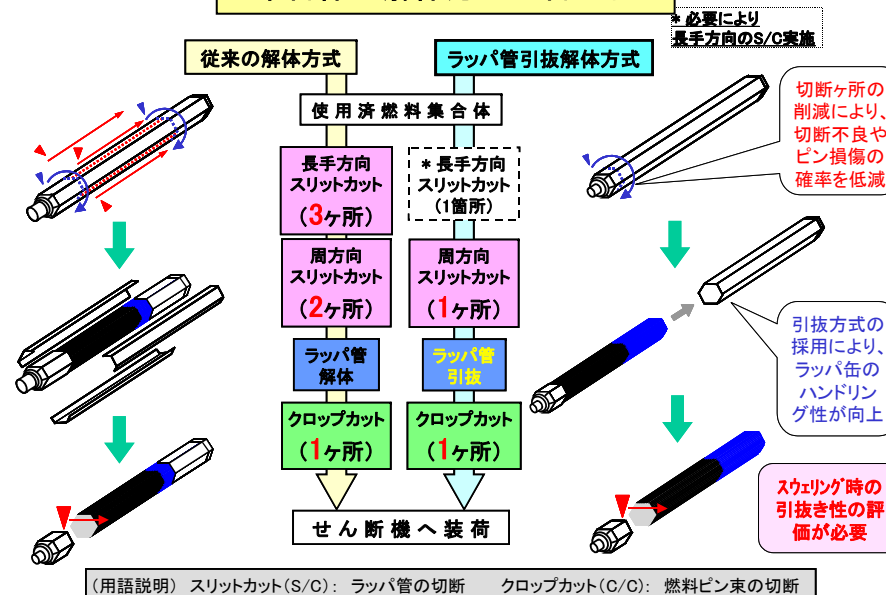 * 必要により
長手方向のS/C実施
従来の解体方式
ラッパ管引抜解体方式
使用済燃料集合体
長手方向
スリットカット
(3ヶ所)
* 長手方向
スリットカット
(1箇所)
周方向
スリットカット
(2ヶ所)
周方向
スリットカット
(1ヶ所)
ラッパ管
解体
ラッパ管
引抜
クロップカット
(1ヶ所)
クロップカット
(1ヶ所)
せん断機へ装荷
切断ヶ所の
削減により、
切断不良や
ピン損傷の
確率を低減
引抜方式の
採用により、
ラッパ缶の
ハンドリン
グ性が向上
スウェリング時の
引抜き性の評
価が必要
(用語説明) スリットカット(S/C): ラッパ管の切断 クロップカット(C/C): 燃料ピン束の切断